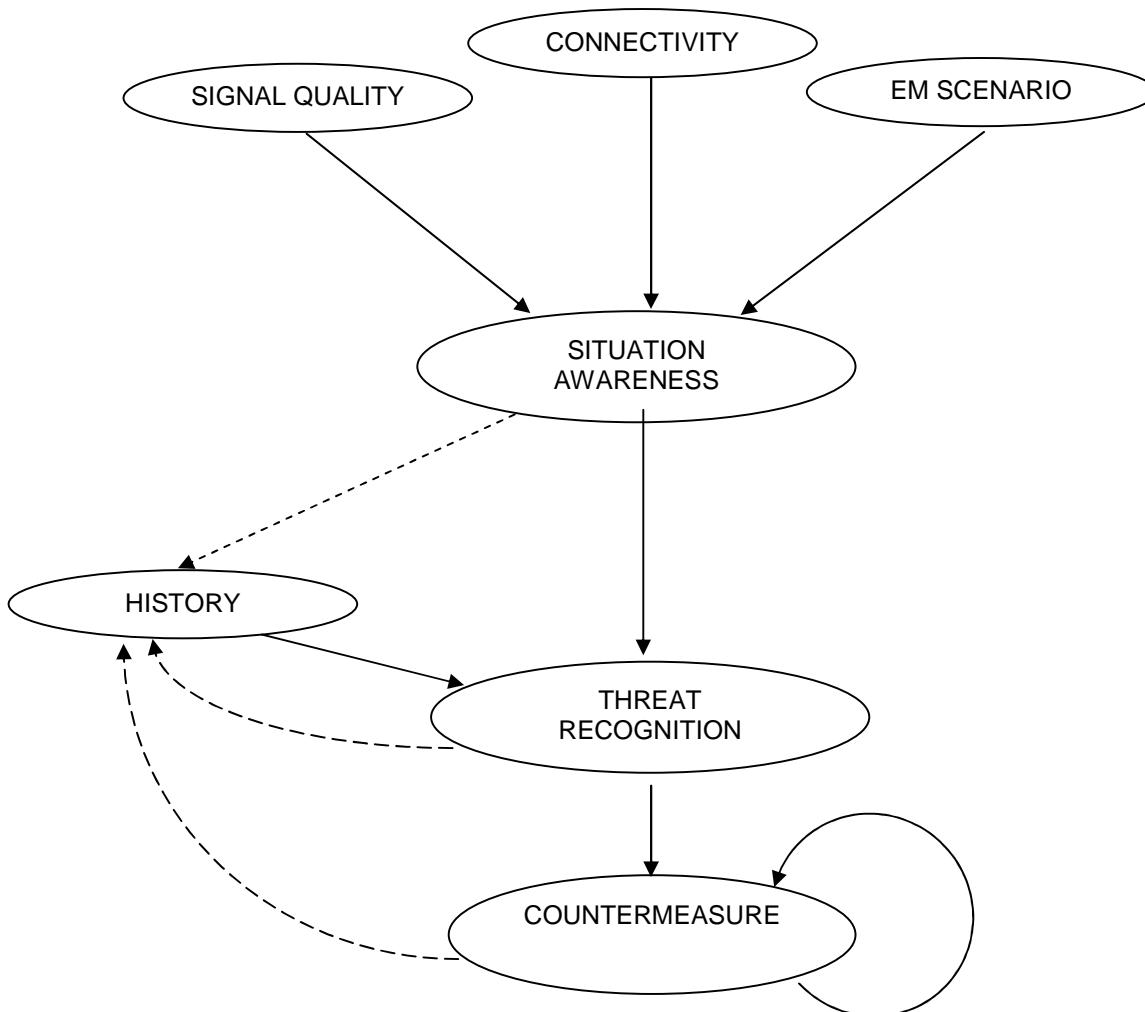 CONNECTIVITY
SIGNAL QUALITY
EM SCENARIO
SITUATION
AWARENESS
HISTORY
THREAT
RECOGNITION
COUNTERMEASURE